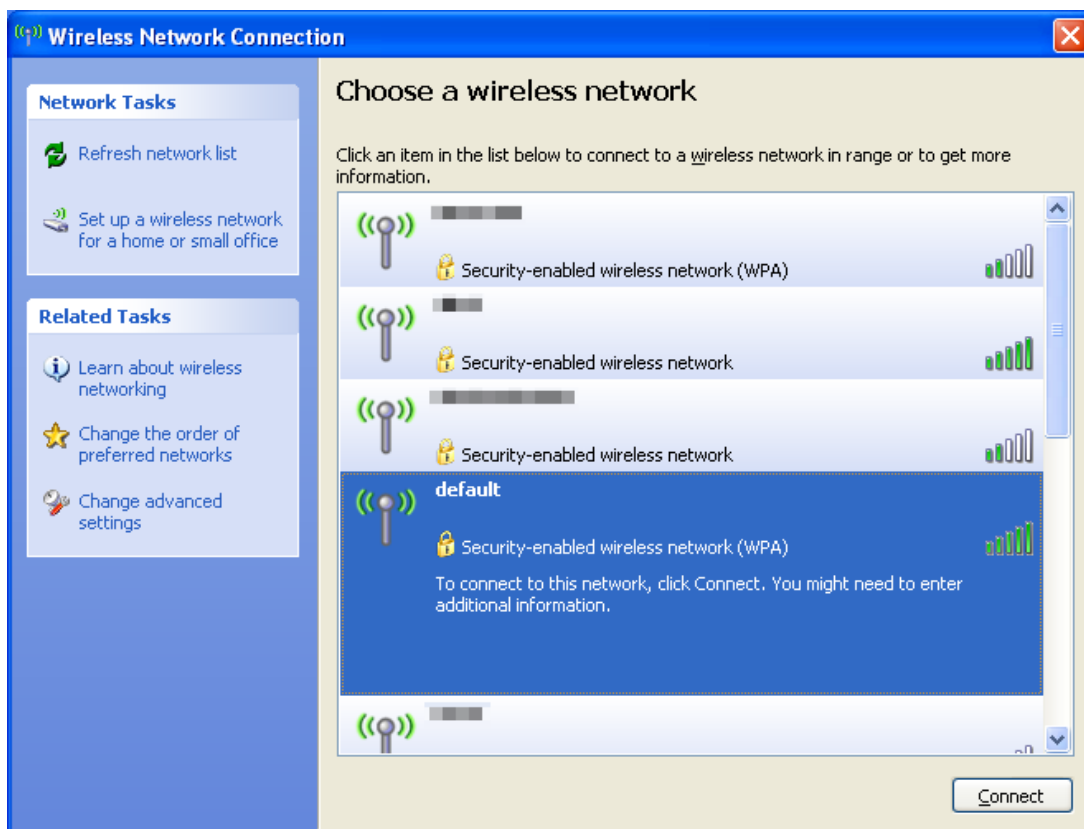 Wireless Network Connection
Network Tasks
Refresh network list
Set up a wireless network
for a home or small office
Related Tasks
Learn about wireless
networking
Change the order of
preferred networks
Change advanced
settings
Choose a wireless network
Click an item in the list below to connect to a wireless network in range or to get more
information.
Security-enabled wireless network (WPA)
Security-enabled wireless network
Security-enabled wireless network
default
Security-enabled wireless network (WPA)
To connect to this network, click Connect. You might need to enter
additional information.
Connect